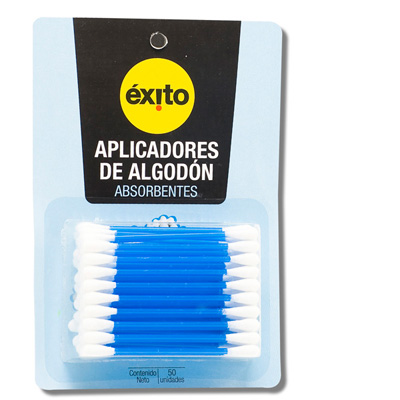 éxito
APLICADORES
DE ALGODÓN
ABSORBENTES
Contenido
Neto.
50
unidades